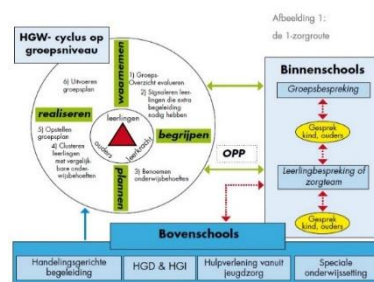 HGW- cyclus op
groepsniveau
Afbeelding 1:
de 1-zorgroute
waarnemen
1) Groeps-
Overzicht evalueren
2) Signaleren leer-
lingen die extra
begeleiding
nodig hebben
begrijpen
3) Benoemen
onderwijsbehoeften
plannen
4) Clusteren
leerlingen
met vergelijk-
bare onder-
wijsbehoeften
5) Opstellen
groepsplan
realiseren
6) Uitvoeren
groepsplan
leerlingen
ouders
leerkracht
OPP
Binnenschools
Groepsbespreking
Gesprek
kind, ouders
Leerlingbespreking of
zorgteam
Gesprek
kind, ouders
Bovenschools
Handelingsgerichte
begeleiding
HGD & HGI
Hulpverlening vanuit
jeugdzorg
Speciale
onderwijssetting